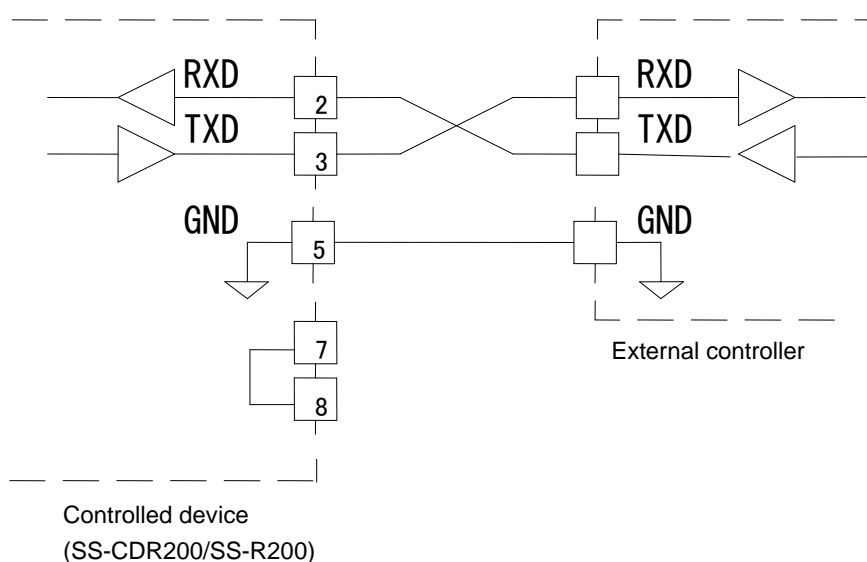 RXD 2 RXD
TXD 3 TXD
GND 5 GND
7
8
External controller
Controlled device
(SS-CDR200/SS-R200)